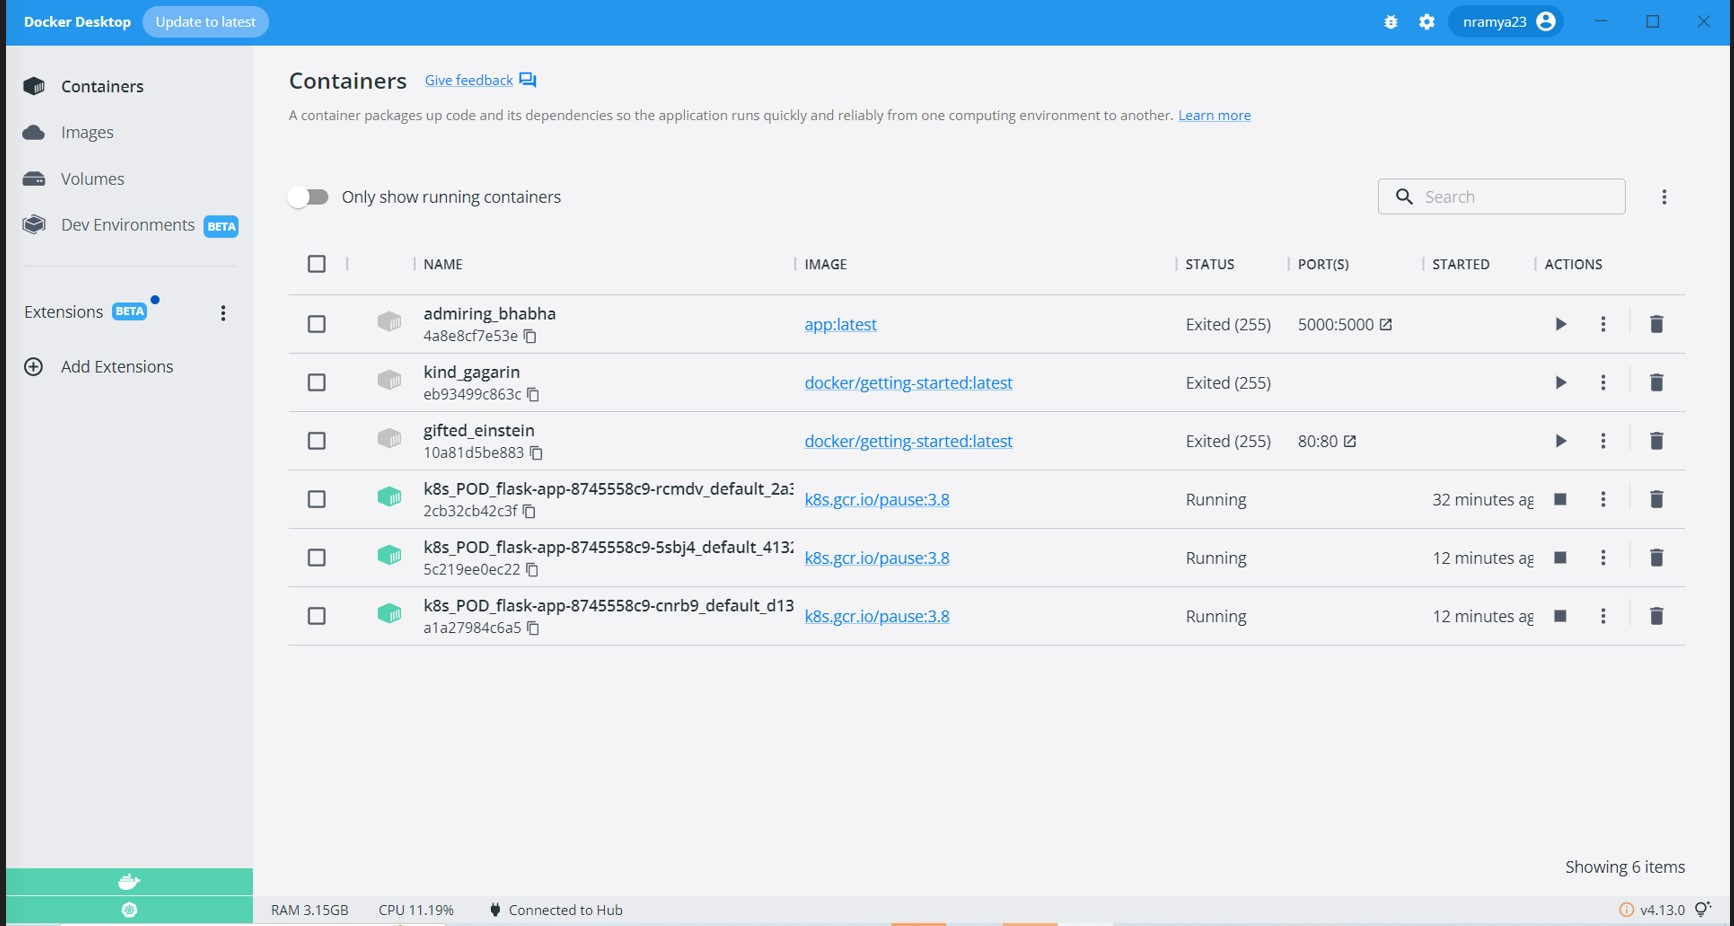 Docker Desktop Update to latest nramya23
Containers
Images
Volumes
Dev Environments BETA
Extensions BETA
Add Extensions
Containers Give feedback
A container packages up code and its dependencies so the application runs quickly and reliably from one computing environment to another. Learn more
Only show running containers Search
NAME IMAGE STATUS PORT(S) STARTED ACTIONS
admiring_bhabha
4a8e8cf7e53e
app:latest Exited (255) 5000:5000
kind_gagarin
eb93499c863c
docker/getting-started:latest Exited (255)
gifted_einstein
10a81d5be883
docker/getting-started:latest Exited (255) 80:80
k8s_POD_flask-app-8745558c9-rcmdv_default_2a3
2cb32cb42c3f
k8s.gcr.io/pause:3.8 Running 32 minutes ag
k8s_POD_flask-app-8745558c9-5sbj4_default_4132
5c219ee0ec22
k8s.gcr.io/pause:3.8 Running 12 minutes ag
k8s_POD_flask-app-8745558c9-cnrb9_default_d13
a1a27984c6a5
k8s.gcr.io/pause:3.8 Running 12 minutes ag
Showing 6 items
RAM 3.15GB CPU 11.19% Connected to Hub v4.13.0